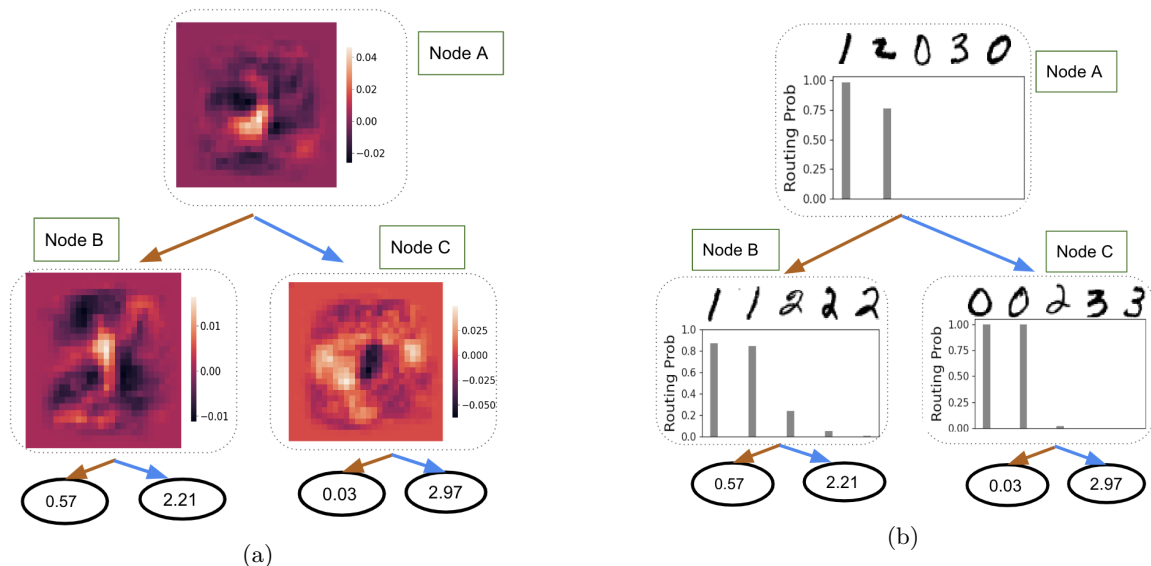 Node A
0.04
0.02
0.00
−0.02
Node B
Node C
0.01
0.00
−0.01
0.025
0.000
−0.025
−0.050
0.57
2.21
0.03
2.97
(a)
1 2 0 3 0
Node A
Routing Prob
1.00
0.75
0.50
0.25
0.00
Node B
Node C
1 1 2 2 2
Routing Prob
1.0
0.8
0.6
0.4
0.2
0.0
0 0 2 3 3
Routing Prob
1.00
0.75
0.50
0.25
0.00
0.57
2.21
0.03
2.97
(b)